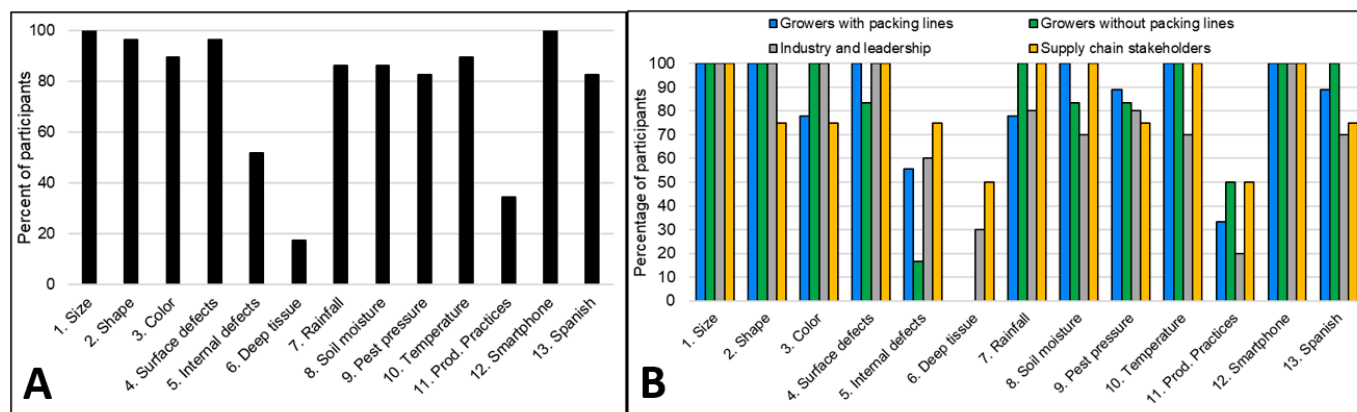 Percent of participants
100
80
60
40
20
0
1. Size
2. Shape
3. Color
4. Surface defects
5. Internal defects
6. Deep tissue
7. Rainfall
8. Soil moisture
9. Pest pressure
10. Temperature
11. Prod. Practices
12. Smartphone
13. Spanish
A
Growers with packing lines
Growers without packing lines
Industry and leadership
Supply chain stakeholders
Percentage of participants
100
90
80
70
60
50
40
30
20
10
0
1. Size
2. Shape
3. Color
4. Surface defects
5. Internal defects
6. Deep tissue
7. Rainfall
8. Soil moisture
9. Pest pressure
10. Temperature
11. Prod. Practices
12. Smartphone
13. Spanish
B